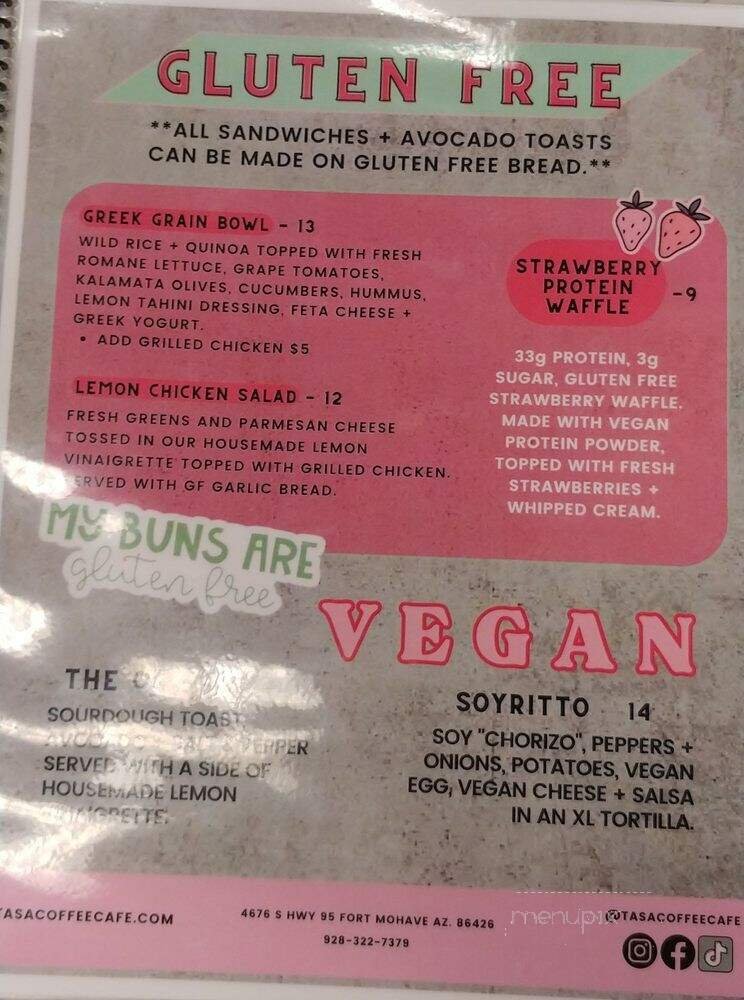 GLUTEN FREE
**ALL SANDWICHES + AVOCADO TOASTS
CAN BE MADE ON GLUTEN FREE BREAD.**
GREEK GRAIN BOWL - 13
WILD RICE + QUINOA TOPPED WITH FRESH
ROMANE LETTUCE, GRAPE TOMATOES,
KALAMATA OLIVES, CUCUMBERS, HUMMUS,
LEMON TAHINI DRESSING, FETA CHEESE +
GREEK YOGURT.
• ADD GRILLED CHICKEN $5
LEMON CHICKEN SALAD - 12
FRESH GREENS AND PARMESAN CHEESE
TOSSED IN OUR HOUSEMADE LEMON
VINAIGRETTE TOPPED WITH GRILLED CHICKEN.
SERVED WITH GF GARLIC BREAD.
STRAWBERRY
PROTEIN
WAFFLE
-9
33g PROTEIN, 3g
SUGAR, GLUTEN FREE
STRAWBERRY WAFFLE.
MADE WITH VEGAN
PROTEIN POWDER,
TOPPED WITH FRESH
STRAWBERRIES +
WHIPPED CREAM.
MY BUNS ARE
gluten free
VEGAN
THE
SOURDOUGH TOAST
AVOCADO SALT & PEPPER
SERVED WITH A SIDE OF
HOUSEMADE LEMON
VINAIGRETTE.
SOYRITTO 14
SOY "CHORIZO", PEPPERS +
ONIONS, POTATOES, VEGAN
EGG, VEGAN CHEESE + SALSA
IN AN XL TORTILLA.
TASACOFFEECAFE.COM
4676 S HWY 95 FORT MOHAVE AZ. 86426
928-322-7379
@TASACOFFEECAFE
menupix